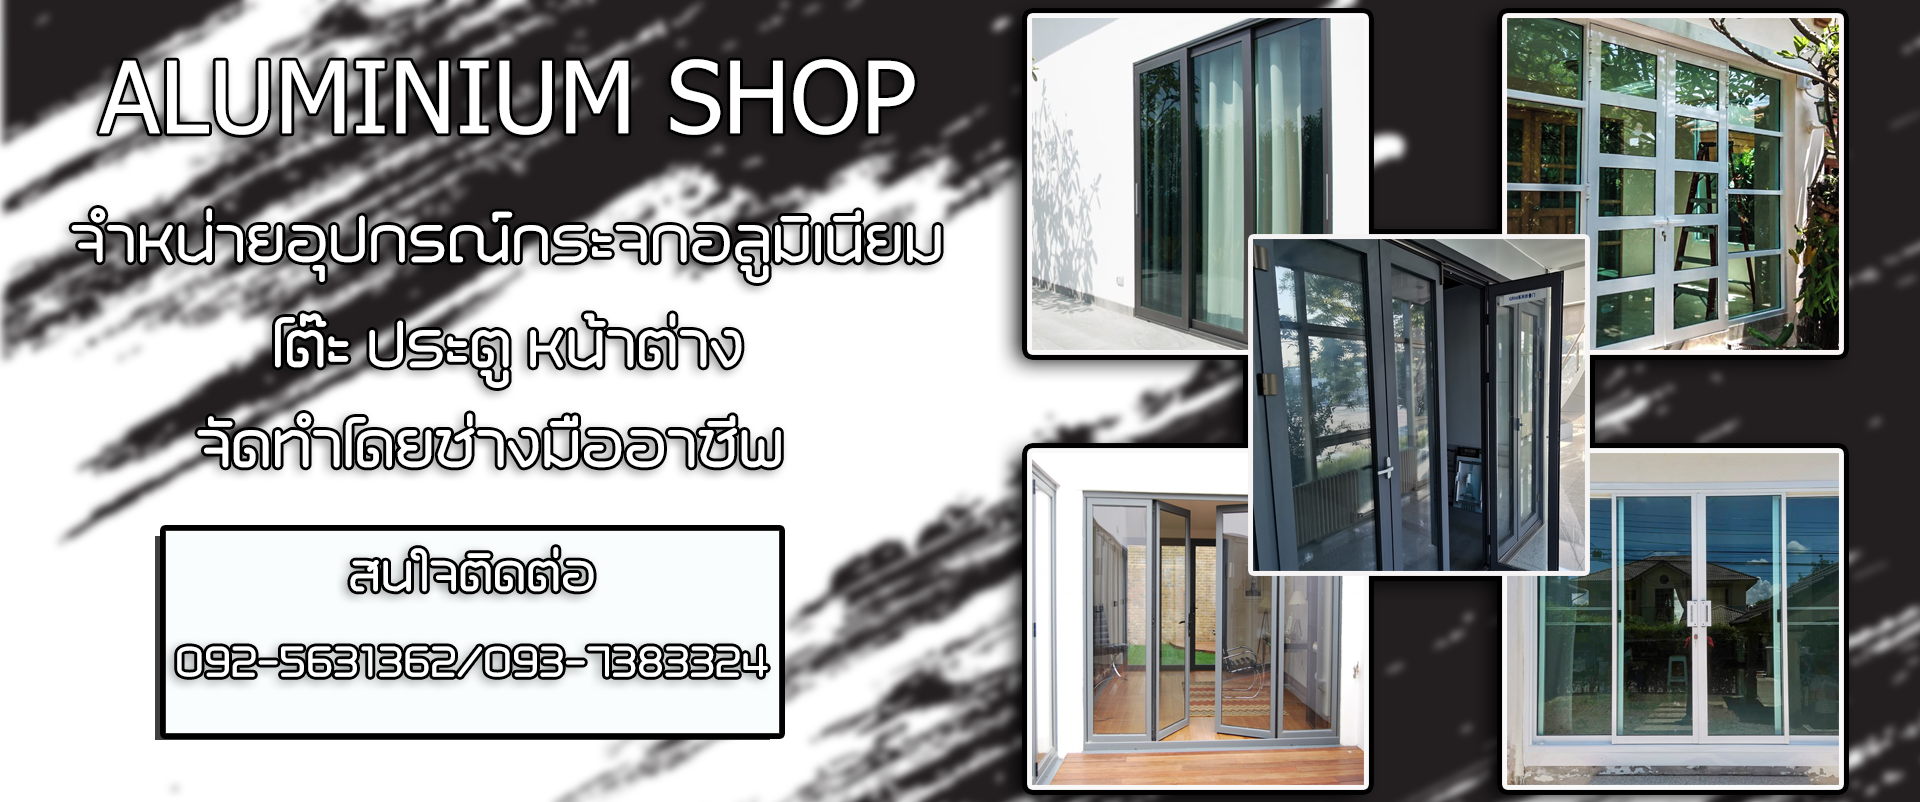 ALUMINIUM SHOP
จำหน่ายอุปกรณ์กระจกอลูมิเนียม
โต๊ะ ประตู หน้าต่าง
จัดทำโดยช่างมืออาชีพ
สนใจติดต่อ
092-5631362/093-7383324